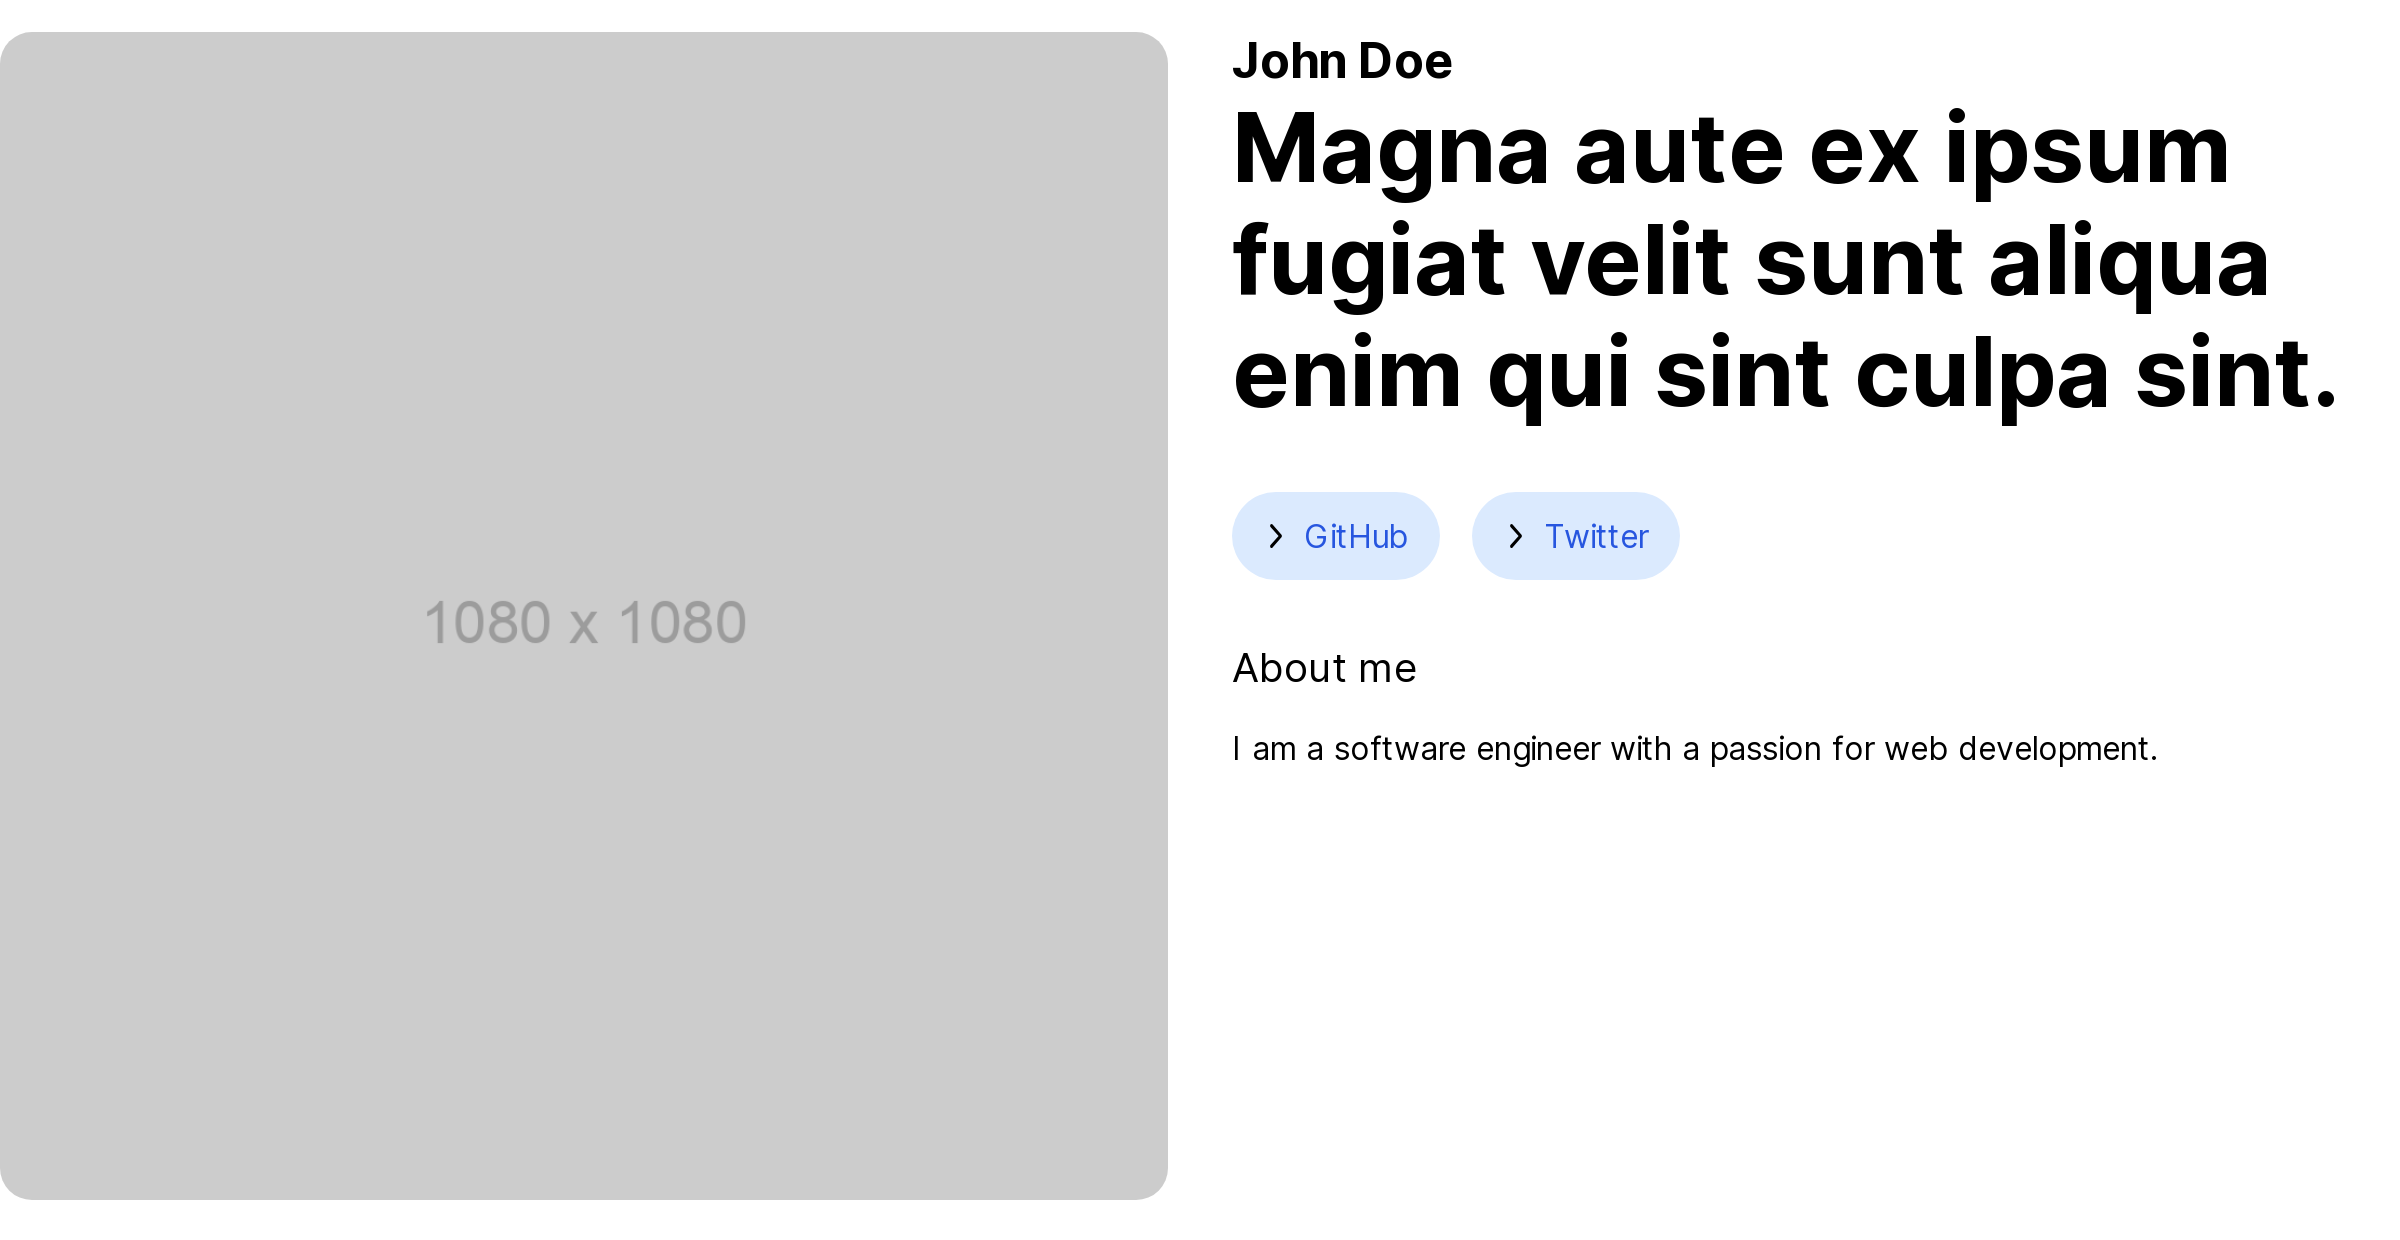 1080 x 1080
John Doe
Magna aute ex ipsum
fugiat velit sunt aliqua
enim qui sint culpa sint.
GitHub
Twitter
About me
I am a software engineer with a passion for web development.